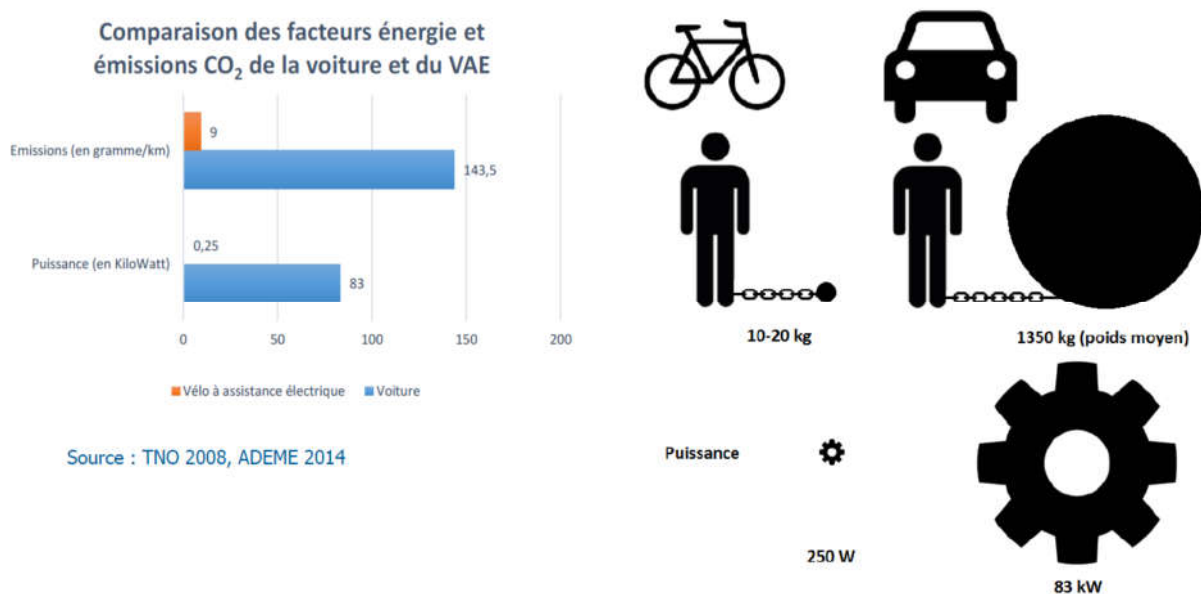 Comparaison des facteurs énergie et
émissions CO₂ de la voiture et du VAE
9
Emissions (en gramme/km)
143,5
0,25
Puissance (en KiloWatt)
83
0 50 100 150 200
Vélo à assistance électrique Voiture
Source : TNO 2008, ADEME 2014
10-20 kg
1350 kg (poids moyen)
Puissance
250 W
83 kW